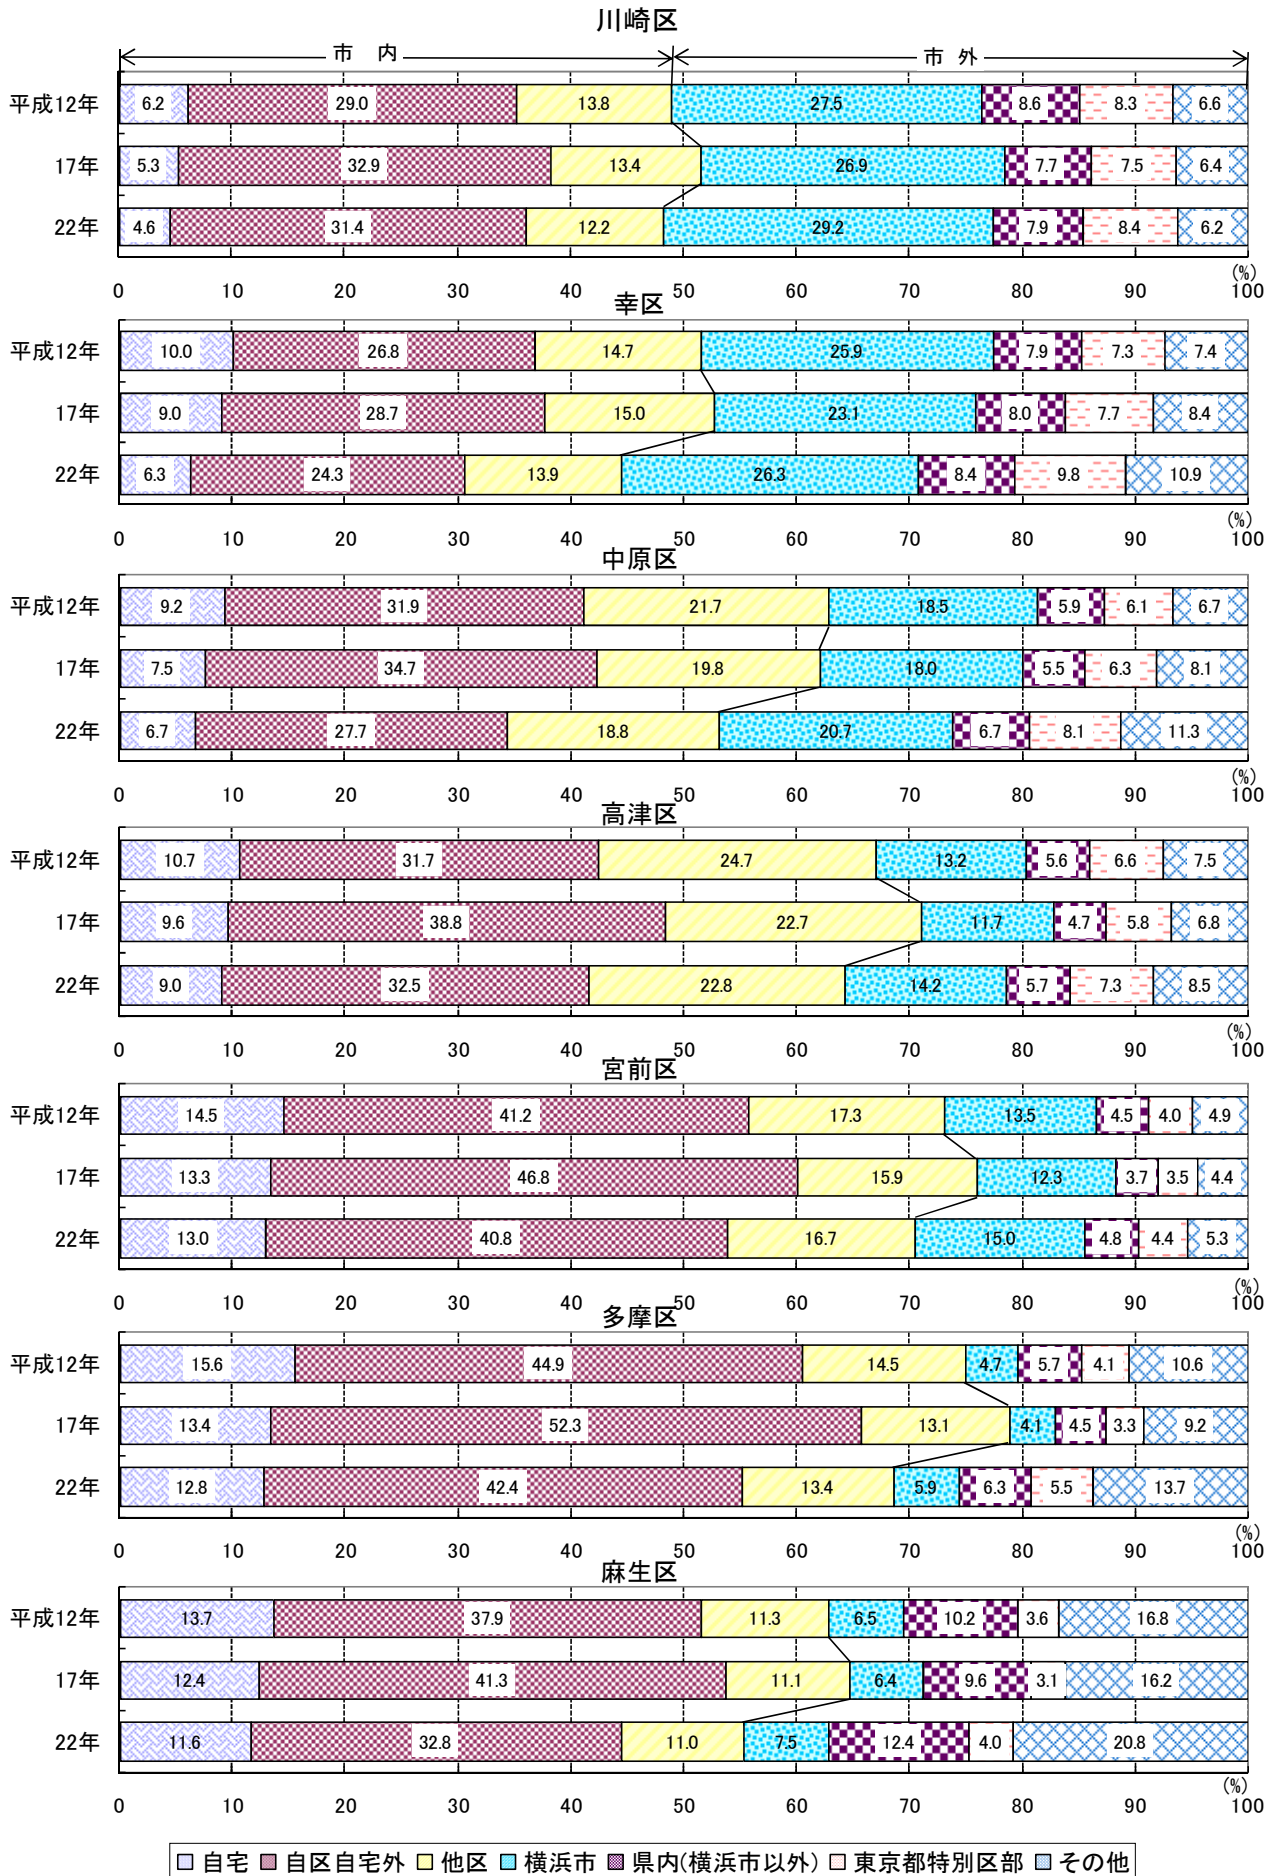 川崎区
市　内　市　外
平成12年 6.2 29.0 13.8 27.5 8.6 8.3 6.6
17年 5.3 32.9 13.4 26.9 7.7 7.5 6.4
22年 4.6 31.4 12.2 29.2 7.9 8.4 6.2
(%)
0 10 20 30 40 50 60 70 80 90 100
幸区
平成12年 10.0 26.8 14.7 25.9 7.9 7.3 7.4
17年 9.0 28.7 15.0 23.1 8.0 7.7 8.4
22年 6.3 24.3 13.9 26.3 8.4 9.8 10.9
(%)
0 10 20 30 40 50 60 70 80 90 100
中原区
平成12年 9.2 31.9 21.7 18.5 5.9 6.1 6.7
17年 7.5 34.7 19.8 18.0 5.5 6.3 8.1
22年 6.7 27.7 18.8 20.7 6.7 8.1 11.3
(%)
0 10 20 30 40 50 60 70 80 90 100
高津区
平成12年 10.7 31.7 24.7 13.2 5.6 6.6 7.5
17年 9.6 38.8 22.7 11.7 4.7 5.8 6.8
22年 9.0 32.5 22.8 14.2 5.7 7.3 8.5
(%)
0 10 20 30 40 50 60 70 80 90 100
宮前区
平成12年 14.5 41.2 17.3 13.5 4.5 4.0 4.9
17年 13.3 46.8 15.9 12.3 3.7 3.5 4.4
22年 13.0 40.8 16.7 15.0 4.8 4.4 5.3
(%)
0 10 20 30 40 50 60 70 80 90 100
多摩区
平成12年 15.6 44.9 14.5 4.7 5.7 4.1 10.6
17年 13.4 52.3 13.1 4.1 4.5 3.3 9.2
22年 12.8 42.4 13.4 5.9 6.3 5.5 13.7
(%)
0 10 20 30 40 50 60 70 80 90 100
麻生区
平成12年 13.7 37.9 11.3 6.5 10.2 3.6 16.8
17年 12.4 41.3 11.1 6.4 9.6 3.1 16.2
22年 11.6 32.8 11.0 7.5 12.4 4.0 20.8
(%)
0 10 20 30 40 50 60 70 80 90 100
自宅 自区自宅外 他区 横浜市 県内(横浜市以外) 東京都特別区部 その他